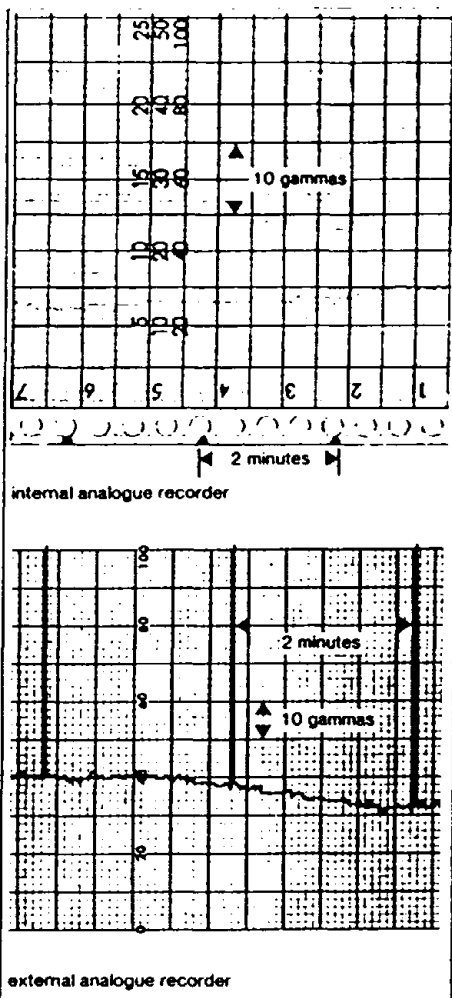 25 50 100
20 40 80
15 30 60
10 gammas
10 20 40
5 10 20
7 6 5 4 3 2 1
2 minutes
internal analogue recorder
100
80
2 minutes
60
10 gammas
40
20
0
external analogue recorder